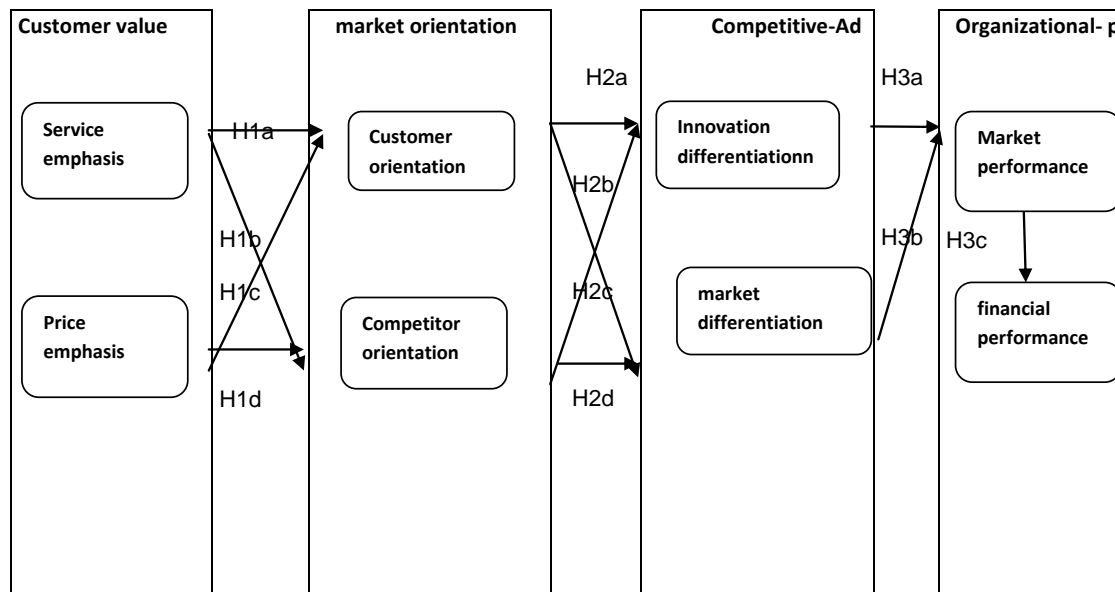 Customer value
market orientation
Competitive-Ad
Organizational- p
Service
emphasis
Price
emphasis
H1a
H1b
H1c
H1d
Customer
orientation
Competitor
orientation
H2a
H2b
H2c
H2d
Innovation
differentiationn
market
differentiation
H3a
H3b
H3c
Market
performance
financial
performance